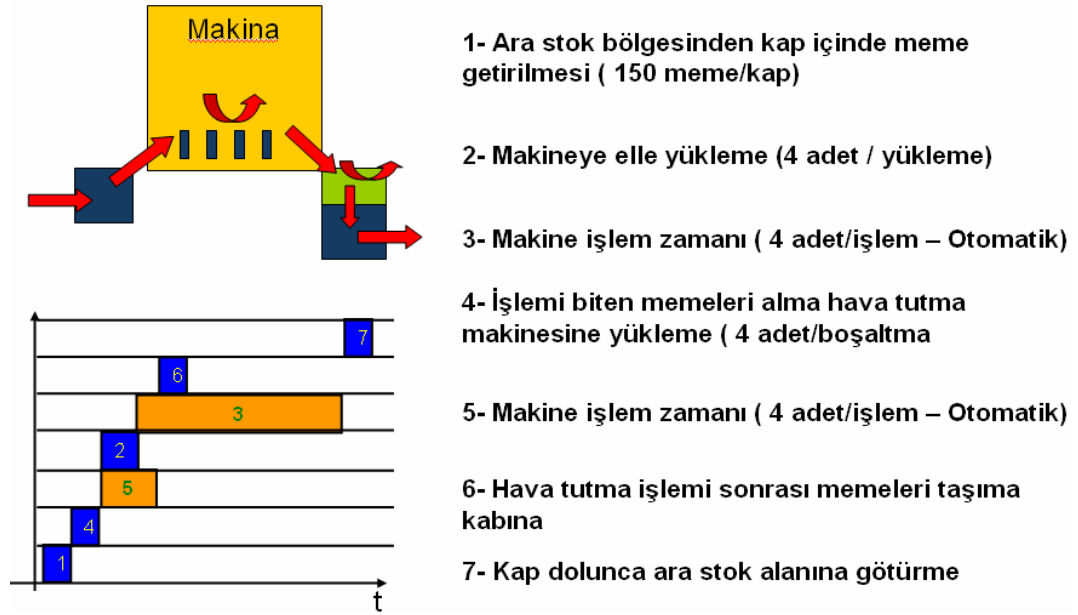 Makina
1- Ara stok bölgesinden kap içinde meme
getirilmesi ( 150 meme/kap)
2- Makineye elle yükleme (4 adet / yükleme)
3- Makine işlem zamanı ( 4 adet/işlem – Otomatik)
4- İşlemi biten memeleri alma hava tutma
makinesine yükleme ( 4 adet/boşaltma
5- Makine işlem zamanı ( 4 adet/işlem – Otomatik)
6- Hava tutma işlemi sonrası memeleri taşıma
kabına
7- Kap dolunca ara stok alanına götürme
7
6
3
2
5
4
1
t